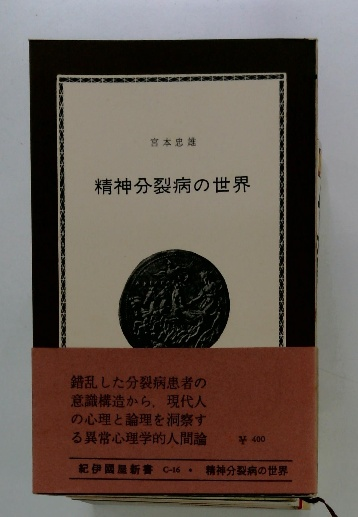 宮本忠雄
精神分裂病の世界
錯乱した分裂病患者の
意識構造から、現代人
の心理と論理を洞察す
る異常心理学的人間論
¥ 400
紀伊國屋新書 C-16 • 精神分裂病の世界